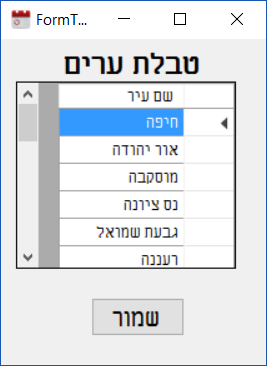 FormT...
טבלת ערים
שם עיר
חיפה
אור יהודה
מוסקבה
נס ציונה
גבעת שמואל
רעננה
שמור